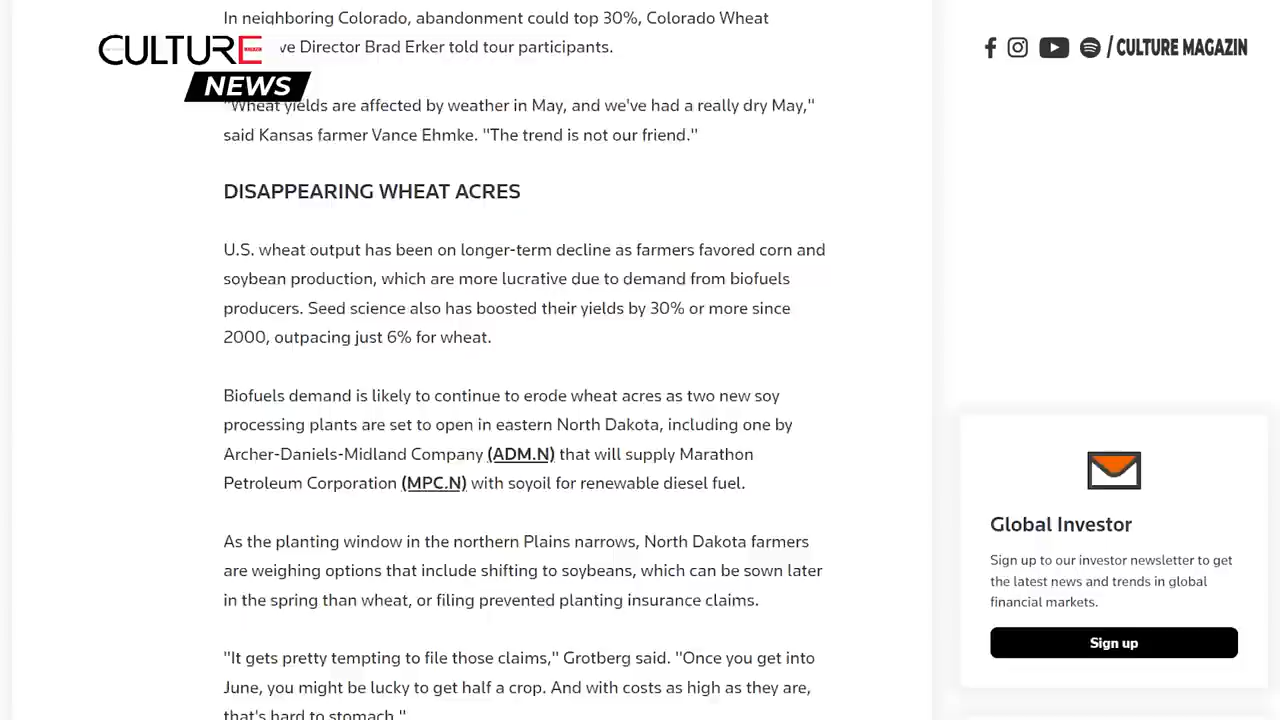 In neighboring Colorado, abandonment could top 30%, Colorado Wheat
CULTURE
ve Director Brad Erker told tour participants.
/ CULTURE MAGAZIN
NEWS
"Wheat yields are affected by weather in May, and we've had a really dry May,"
said Kansas farmer Vance Ehmke. "The trend is not our friend."
DISAPPEARING WHEAT ACRES
U.S. wheat output has been on longer-term decline as farmers favored corn and
soybean production, which are more lucrative due to demand from biofuels
producers. Seed science also has boosted their yields by 30% or more since
2000, outpacing just 6% for wheat.
Biofuels demand is likely to continue to erode wheat acres as two new soy
processing plants are set to open in eastern North Dakota, including one by
Archer-Daniels-Midland Company (ADM.N) that will supply Marathon
Petroleum Corporation (MPC.N) with soyoil for renewable diesel fuel.
As the planting window in the northern Plains narrows, North Dakota farmers
are weighing options that include shifting to soybeans, which can be sown later
in the spring than wheat, or filing prevented planting insurance claims.
"It gets pretty tempting to file those claims," Grotberg said. "Once you get into
June, you might be lucky to get half a crop. And with costs as high as they are,
that's hard to stomach."
Global Investor
Sign up to our investor newsletter to get
the latest news and trends in global
financial markets.
Sign up